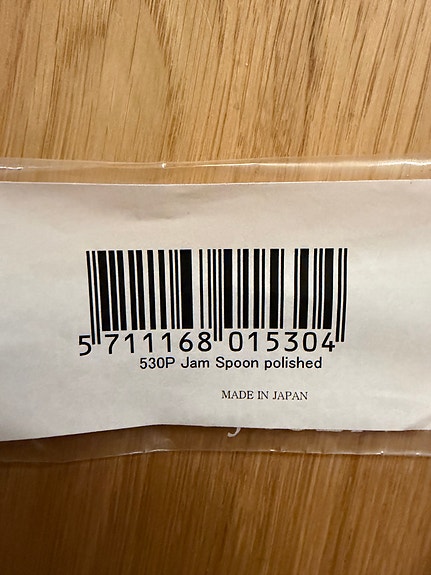 5 711168 015304
530P Jam Spoon polished
MADE IN JAPAN